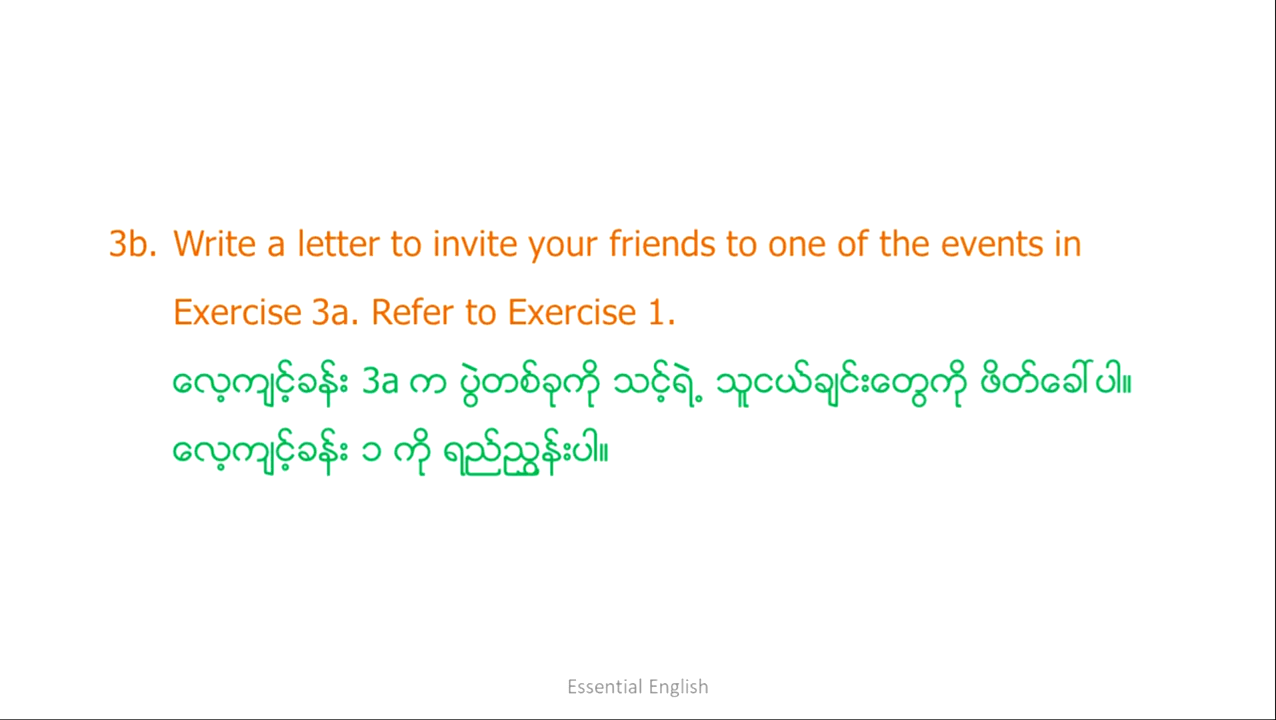 3b. Write a letter to invite your friends to one of the events in
Exercise 3a. Refer to Exercise 1.
လေ့ကျင့်ခန်း 3a က ပွဲတစ်ခုကို သင့်ရဲ့ သူငယ်ချင်းတွေကို ဖိတ်ခေါ်ပါ။
လေ့ကျင့်ခန်း ၁ ကို ရည်ညွှန်းပါ။
Essential English